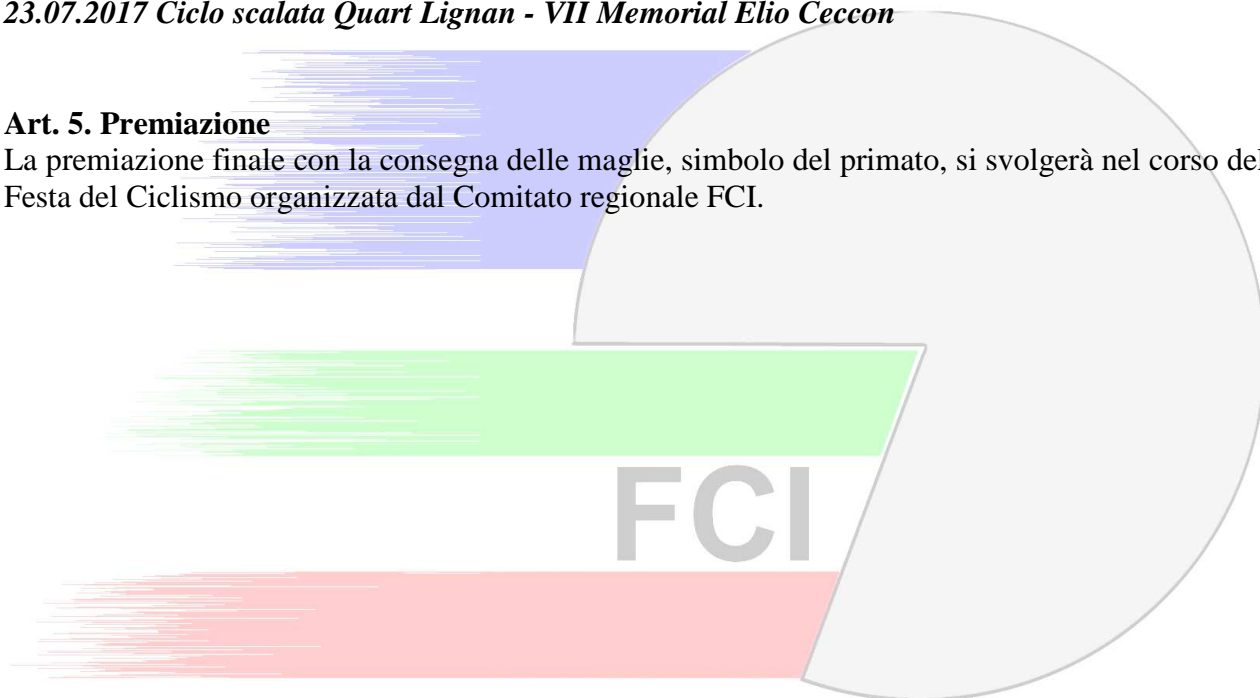 23.07.2017 Ciclo scalata Quart Lignan - VII Memorial Elio Ceccon
Art. 5. Premiazione
La premiazione finale con la consegna delle maglie, simbolo del primato, si svolgerà nel corso del
Festa del Ciclismo organizzata dal Comitato regionale FCI.
FCI